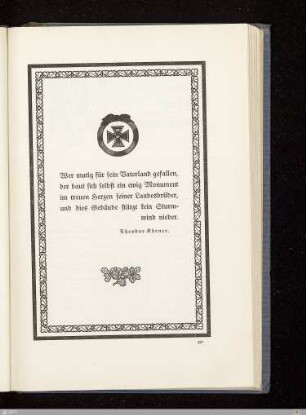 Wer mutig für sein Vaterland gefallen,
der baut sich selbst ein ewig Monument
im treuen Herzen seiner Landesbrüder,
und dies Gebäude stürzt kein Sturm-
wind nieder.
Theodor Körner.